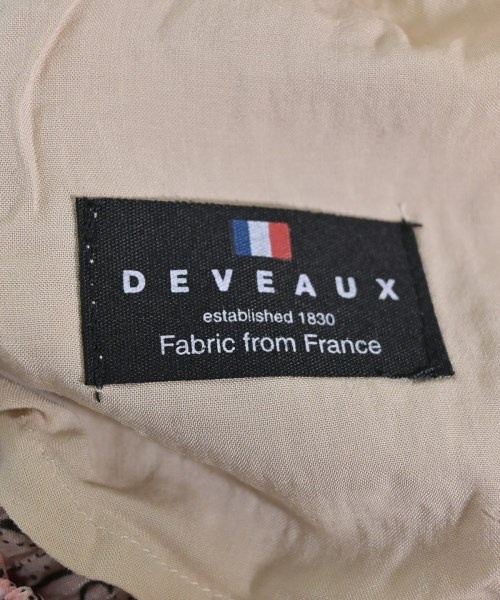 DEVEAUX
established 1830
Fabric from France